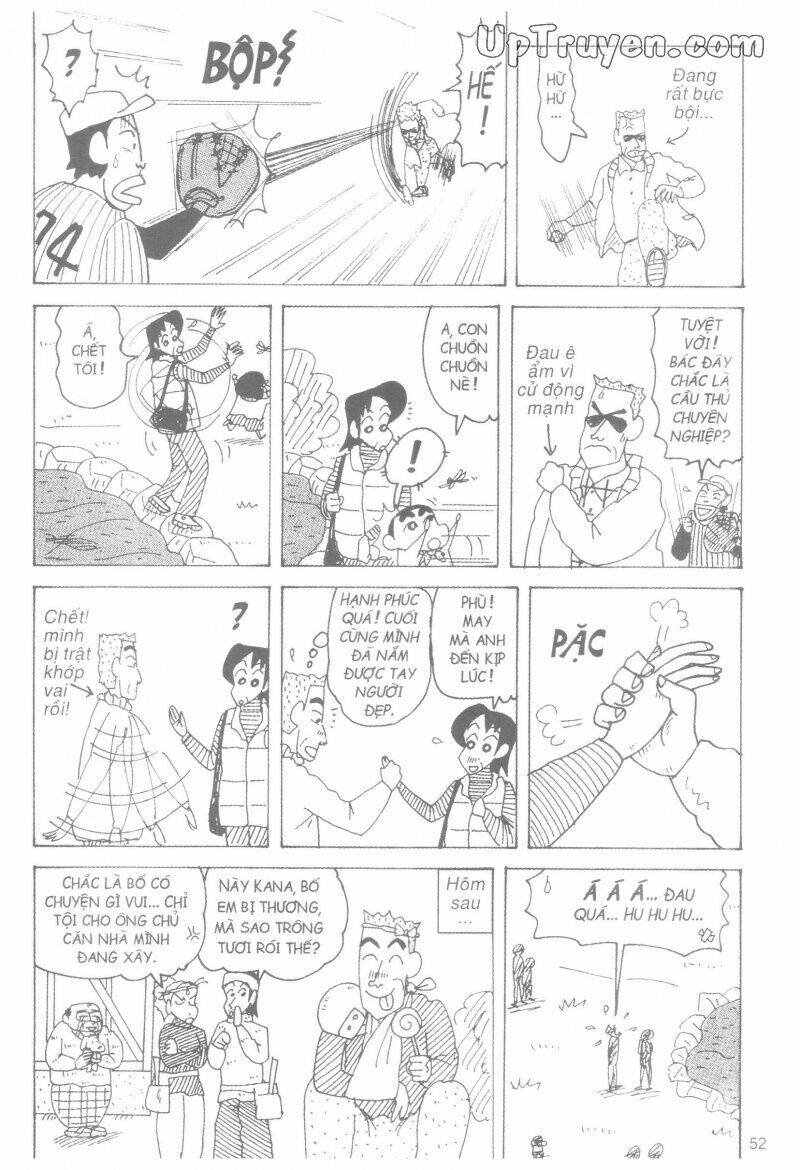 UpTruyen.com
?
BỘP!
HẾ
!
HỪ
HỪ
...
Đang
rất bực
bội...
74
Á,
CHẾT
TÔI!
A, CON
CHUỒN
CHUỒN
NÈ!
!
Đau ê
ẩm vì
cử động
mạnh
TUYỆT
VỜI!
BÁC ĐÂY
CHẮC LÀ
CẦU THỦ
CHUYÊN
NGHIỆP?
Chết!
mình
bị trật
khớp
vai
rồi!
?
HẠNH PHÚC
QUÁ! CUỐI
CÙNG MÌNH
ĐÃ NẮM
ĐƯỢC TAY
NGƯỜI
ĐẸP.
PHÙ!
MAY
MÀ ANH
ĐẾN KỊP
LÚC!
PẶC
CHẮC LÀ BỐ CÓ
CHUYỆN GÌ VUI... CHỈ
TỘI CHO ÔNG CHỦ
CĂN NHÀ MÌNH
ĐANG XÂY.
NÀY KANA, BỐ
EM BỊ THƯƠNG,
MÀ SAO TRÔNG
TƯƠI RÓI THẾ?
Hôm
sau
...
Á Á Á... ĐAU
QUÁ... HU HU HU...
52